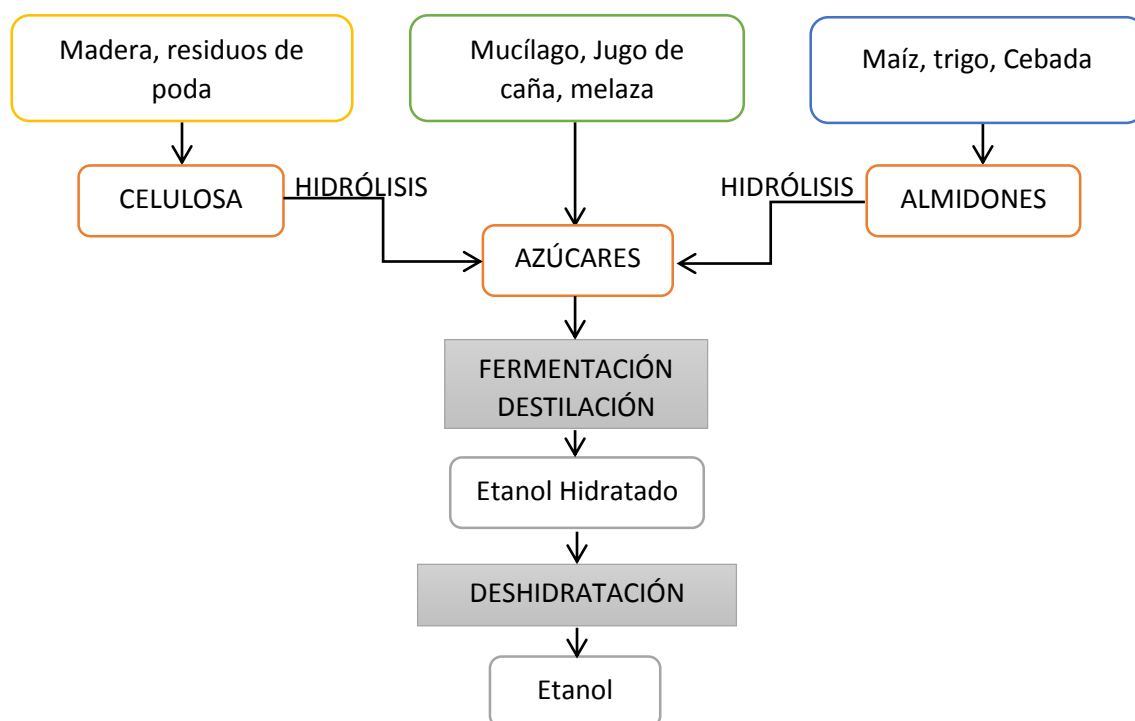 Madera, residuos de
poda
Mucílago, Jugo de
caña, melaza
Maíz, trigo, Cebada
CELULOSA
HIDRÓLISIS
HIDRÓLISIS
ALMIDONES
AZÚCARES
FERMENTACIÓN
DESTILACIÓN
Etanol Hidratado
DESHIDRATACIÓN
Etanol